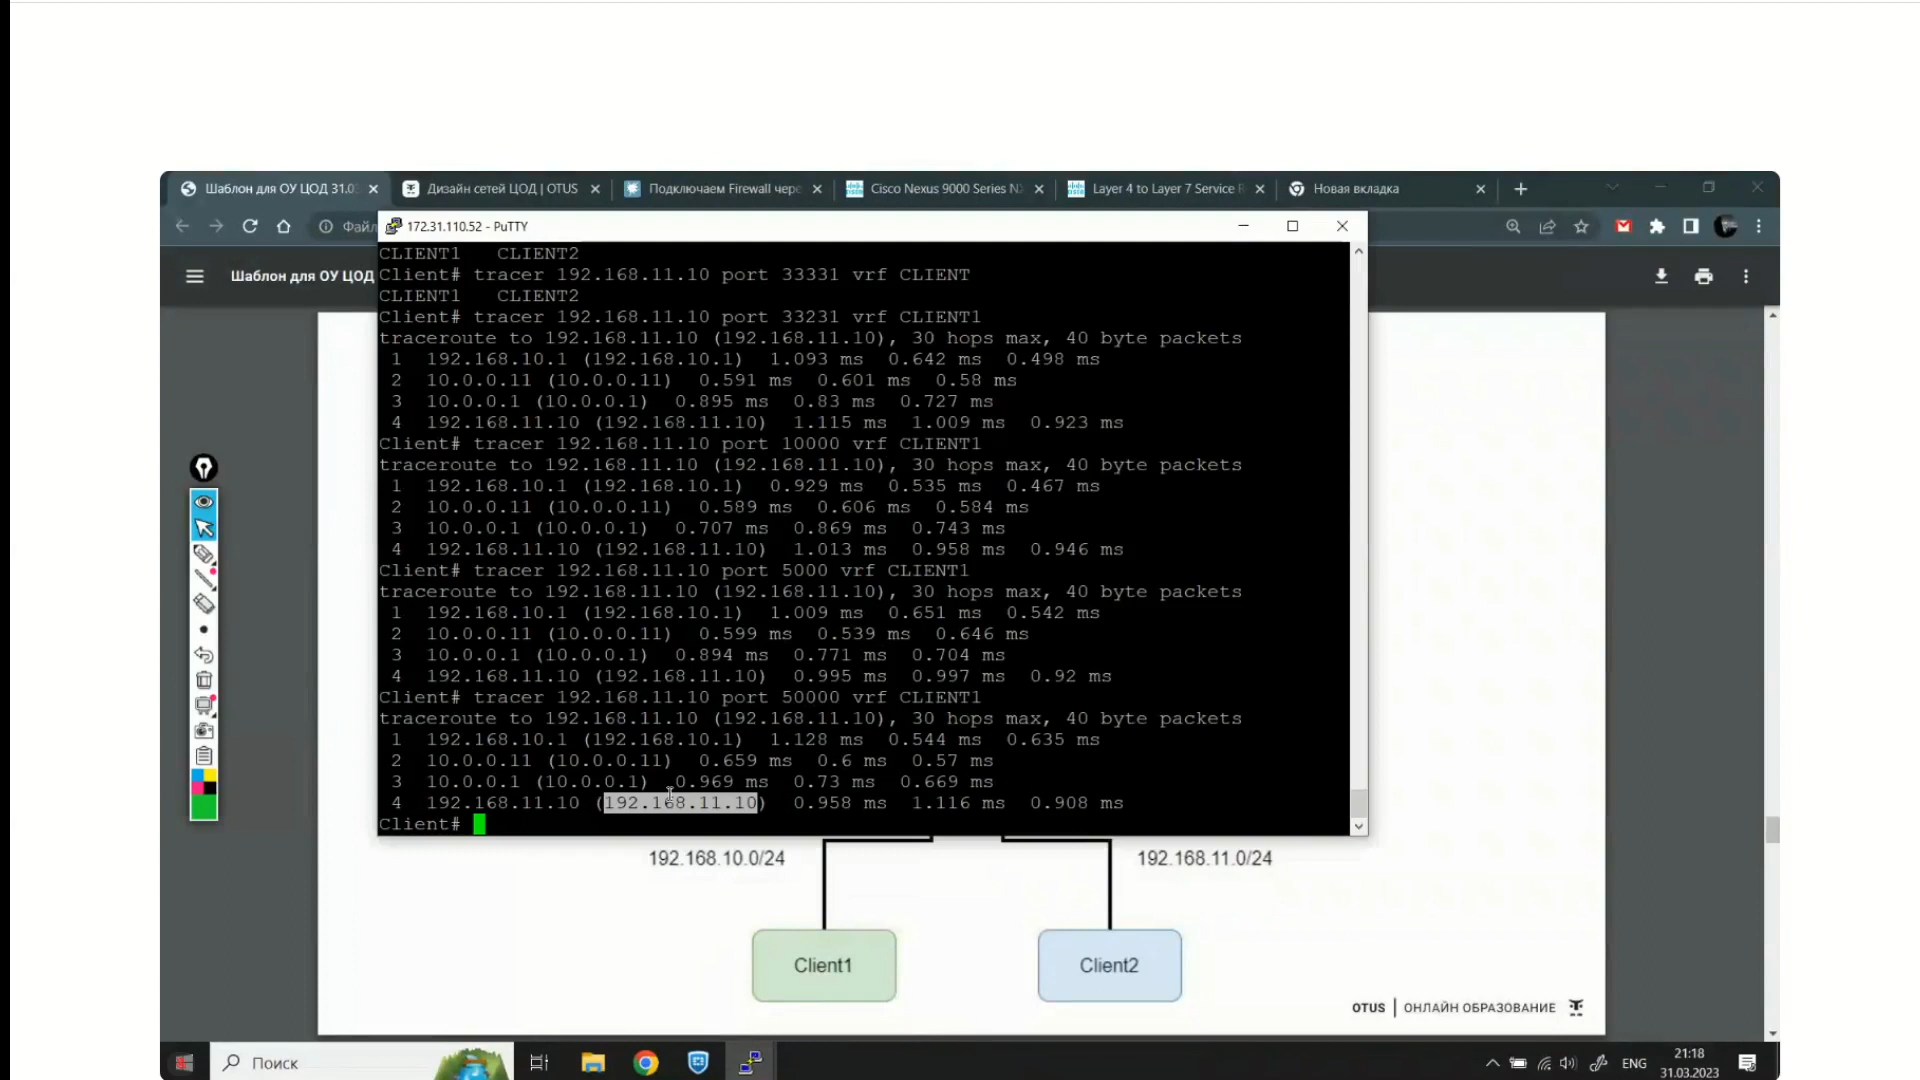 Шаблон для ОУ ЦОД 31.0
Дизайн сетей ЦОД | OTUS
Подключаем Firewall чере
Cisco Nexus 9000 Series N
Layer 4 to Layer 7 Service
Новая вкладка
Файл
172.31.110.52 - PuTTY
Шаблон для ОУ ЦОД
CLIENT1   CLIENT2
Client# tracer 192.168.11.10 port 33331 vrf CLIENT
CLIENT1   CLIENT2
Client# tracer 192.168.11.10 port 33231 vrf CLIENT1
traceroute to 192.168.11.10 (192.168.11.10), 30 hops max, 40 byte packets
1  192.168.10.1 (192.168.10.1)  1.093 ms  0.642 ms  0.498 ms
2  10.0.0.11 (10.0.0.11)  0.591 ms  0.601 ms  0.58 ms
3  10.0.0.1 (10.0.0.1)  0.895 ms  0.83 ms  0.727 ms
4  192.168.11.10 (192.168.11.10)  1.115 ms  1.009 ms  0.923 ms
Client# tracer 192.168.11.10 port 10000 vrf CLIENT1
traceroute to 192.168.11.10 (192.168.11.10), 30 hops max, 40 byte packets
1  192.168.10.1 (192.168.10.1)  0.929 ms  0.535 ms  0.467 ms
2  10.0.0.11 (10.0.0.11)  0.589 ms  0.606 ms  0.584 ms
3  10.0.0.1 (10.0.0.1)  0.707 ms  0.869 ms  0.743 ms
4  192.168.11.10 (192.168.11.10)  1.013 ms  0.958 ms  0.946 ms
Client# tracer 192.168.11.10 port 5000 vrf CLIENT1
traceroute to 192.168.11.10 (192.168.11.10), 30 hops max, 40 byte packets
1  192.168.10.1 (192.168.10.1)  1.009 ms  0.651 ms  0.542 ms
2  10.0.0.11 (10.0.0.11)  0.599 ms  0.539 ms  0.646 ms
3  10.0.0.1 (10.0.0.1)  0.894 ms  0.771 ms  0.704 ms
4  192.168.11.10 (192.168.11.10)  0.995 ms  0.997 ms  0.92 ms
Client# tracer 192.168.11.10 port 50000 vrf CLIENT1
traceroute to 192.168.11.10 (192.168.11.10), 30 hops max, 40 byte packets
1  192.168.10.1 (192.168.10.1)  1.128 ms  0.544 ms  0.635 ms
2  10.0.0.11 (10.0.0.11)  0.659 ms  0.6 ms  0.57 ms
3  10.0.0.1 (10.0.0.1)  0.969 ms  0.73 ms  0.669 ms
4  192.168.11.10 (192.168.11.10)  0.958 ms  1.116 ms  0.908 ms
Client#
192.168.10.0/24
192.168.11.0/24
Client1
Client2
OTUS | ОНЛАЙН ОБРАЗОВАНИЕ
Поиск
ENG
21:18
31.03.2023